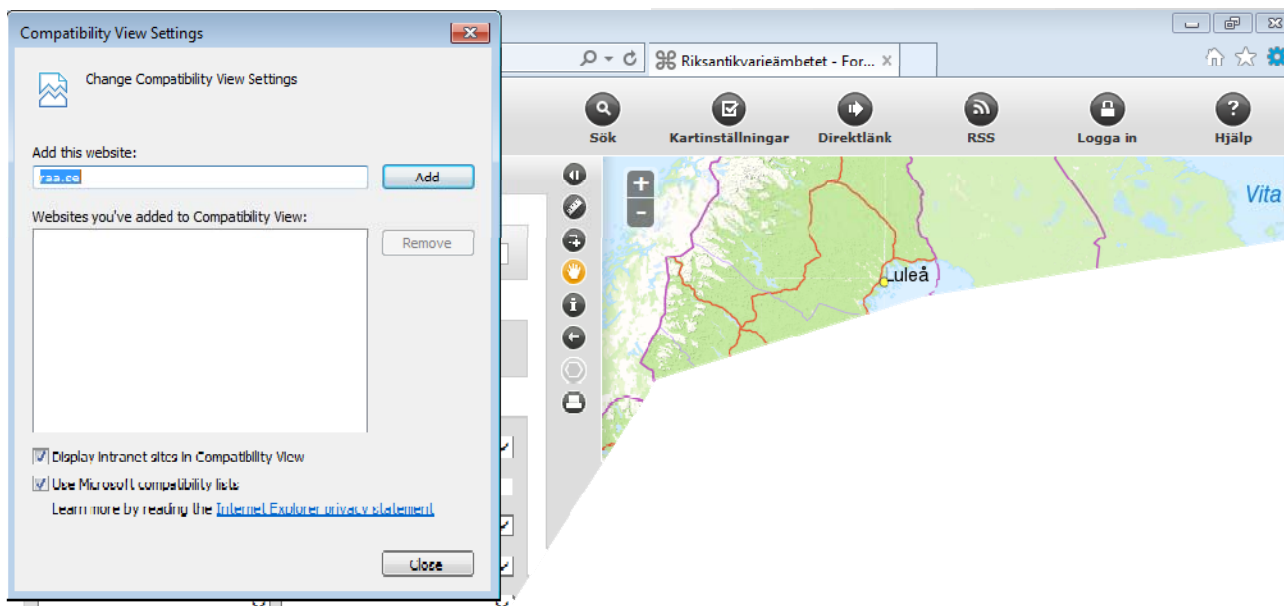 Compatibility View Settings
Change Compatibility View Settings
Add this website:
raa.se
Add
Websites you've added to Compatibility View:
Remove
Display intranet sites in Compatibility View
Use Microsoft compatibility lists
Learn more by reading the Internet Explorer privacy statement
Close
Riksantikvarieämbetet - For...
Sök
Kartinställningar
Direktlänk
RSS
Logga in
Hjälp
Vita
Luleå